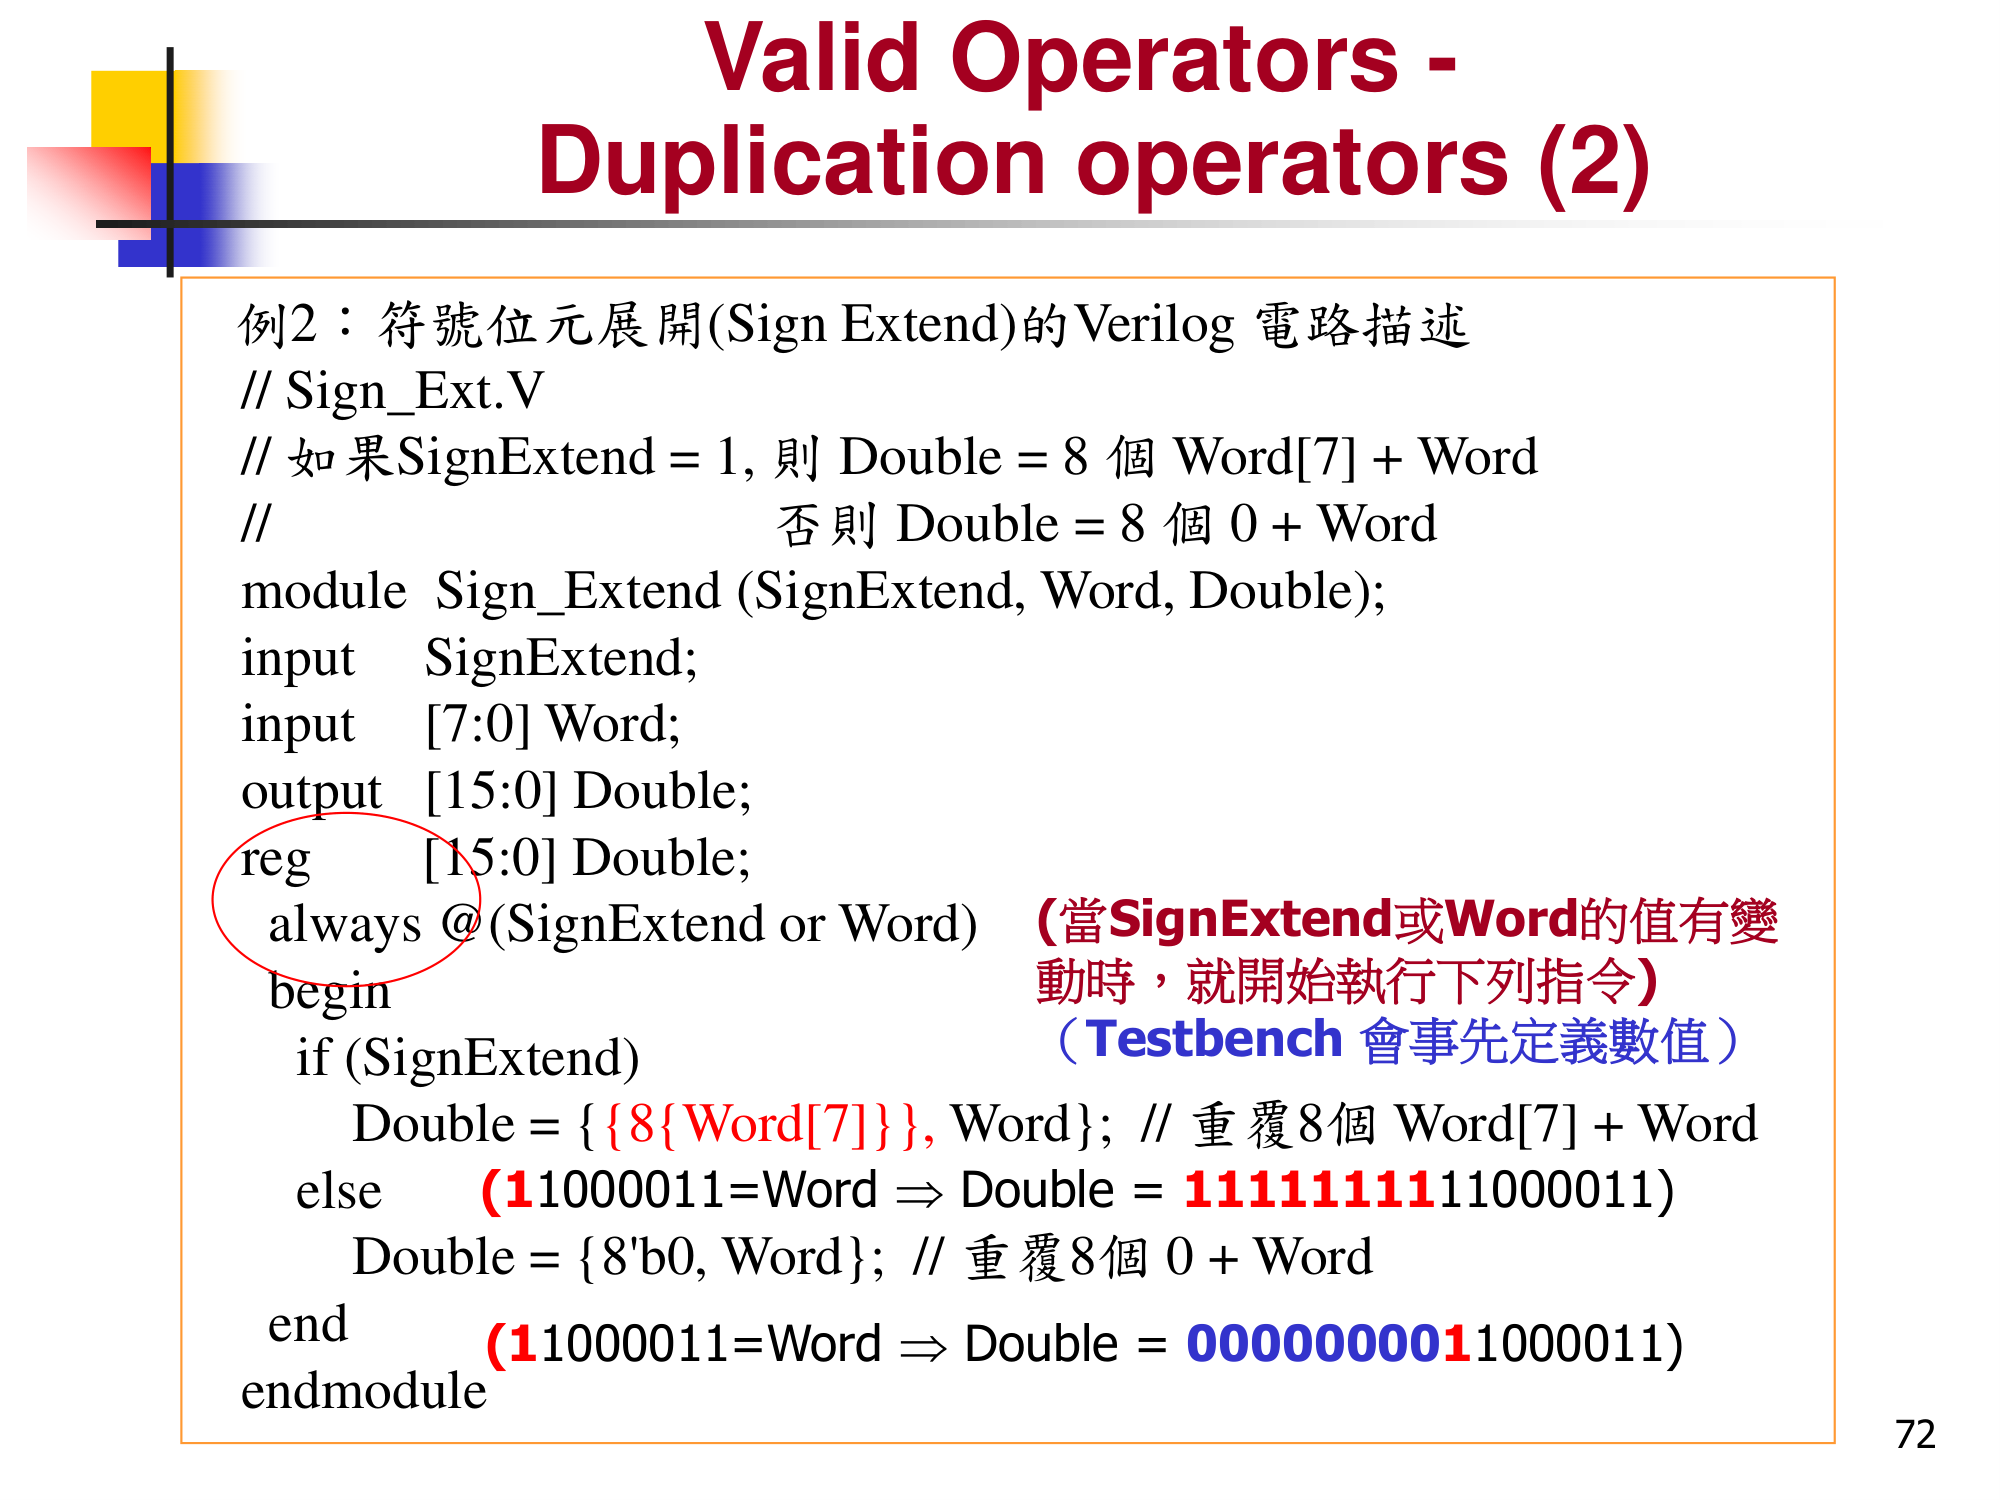 Valid Operators -
Duplication operators (2)
例2：符號位元展開(Sign Extend)的Verilog 電路描述
// Sign_Ext.V
// 如果SignExtend = 1, 則 Double = 8 個 Word[7] + Word
// 否則 Double = 8 個 0 + Word
module Sign_Extend (SignExtend, Word, Double);
input SignExtend;
input [7:0] Word;
output [15:0] Double;
reg [15:0] Double;
always @(SignExtend or Word)
(當SignExtend或Word的值有變
動時，就開始執行下列指令)
（Testbench 會事先定義數值）
begin
if (SignExtend)
Double = {{8{Word[7]}}, Word}; // 重覆8個 Word[7] + Word
else (11000011=Word ⇒ Double = 1111111111000011)
Double = {8'b0, Word}; // 重覆8個 0 + Word
end
(11000011=Word ⇒ Double = 0000000011000011)
endmodule
72